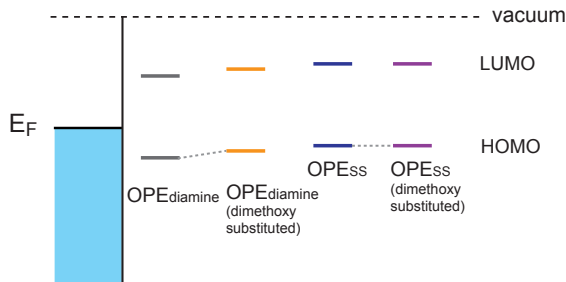 vacuum
LUMO
EF
HOMO
OPEdiamine
OPEdiamine
(dimethoxy
substituted)
OPESS
OPESS
(dimethoxy
substituted)